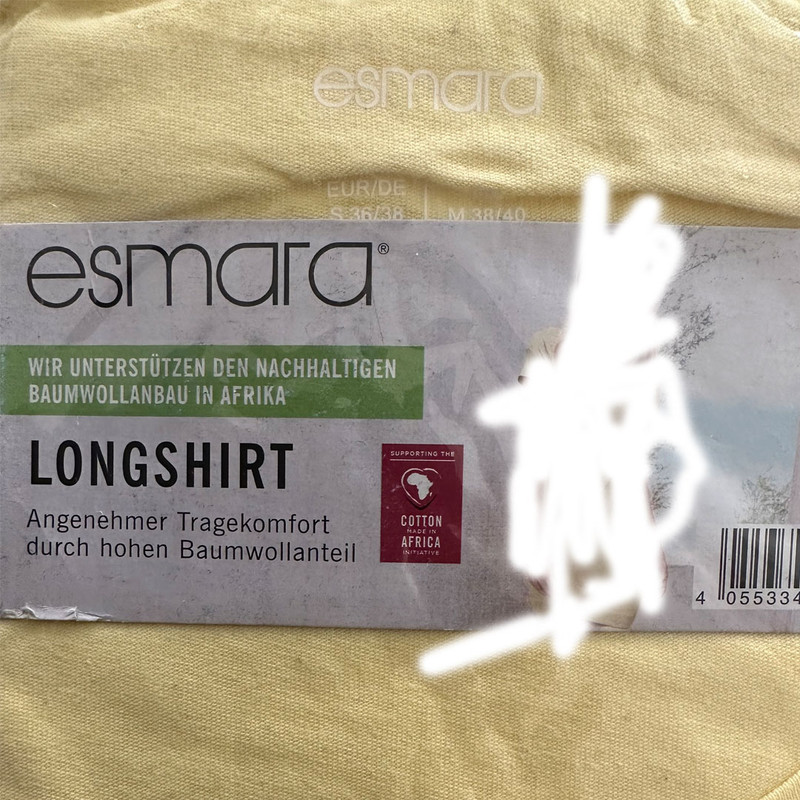 esmara
EUR/DE
S 36/38 M 38/40
esmara®
WIR UNTERSTÜTZEN DEN NACHHALTIGEN
BAUMWOLLANBAU IN AFRIKA
LONGSHIRT
Angenehmer Tragekomfort
durch hohen Baumwollanteil
SUPPORTING THE
COTTON
MADE IN
AFRICA
INITIATIVE
4 055334